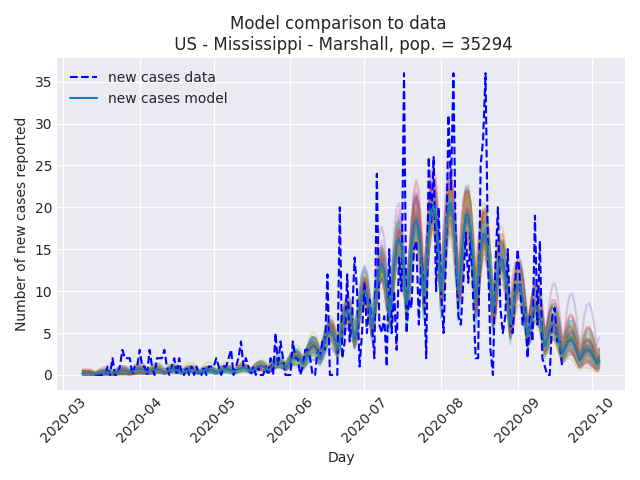 Model comparison to data
US - Mississippi - Marshall, pop. = 35294
new cases data
new cases model
Number of new cases reported
35
30
25
20
15
10
5
0
2020-03
2020-04
2020-05
2020-06
2020-07
2020-08
2020-09
2020-10
Day